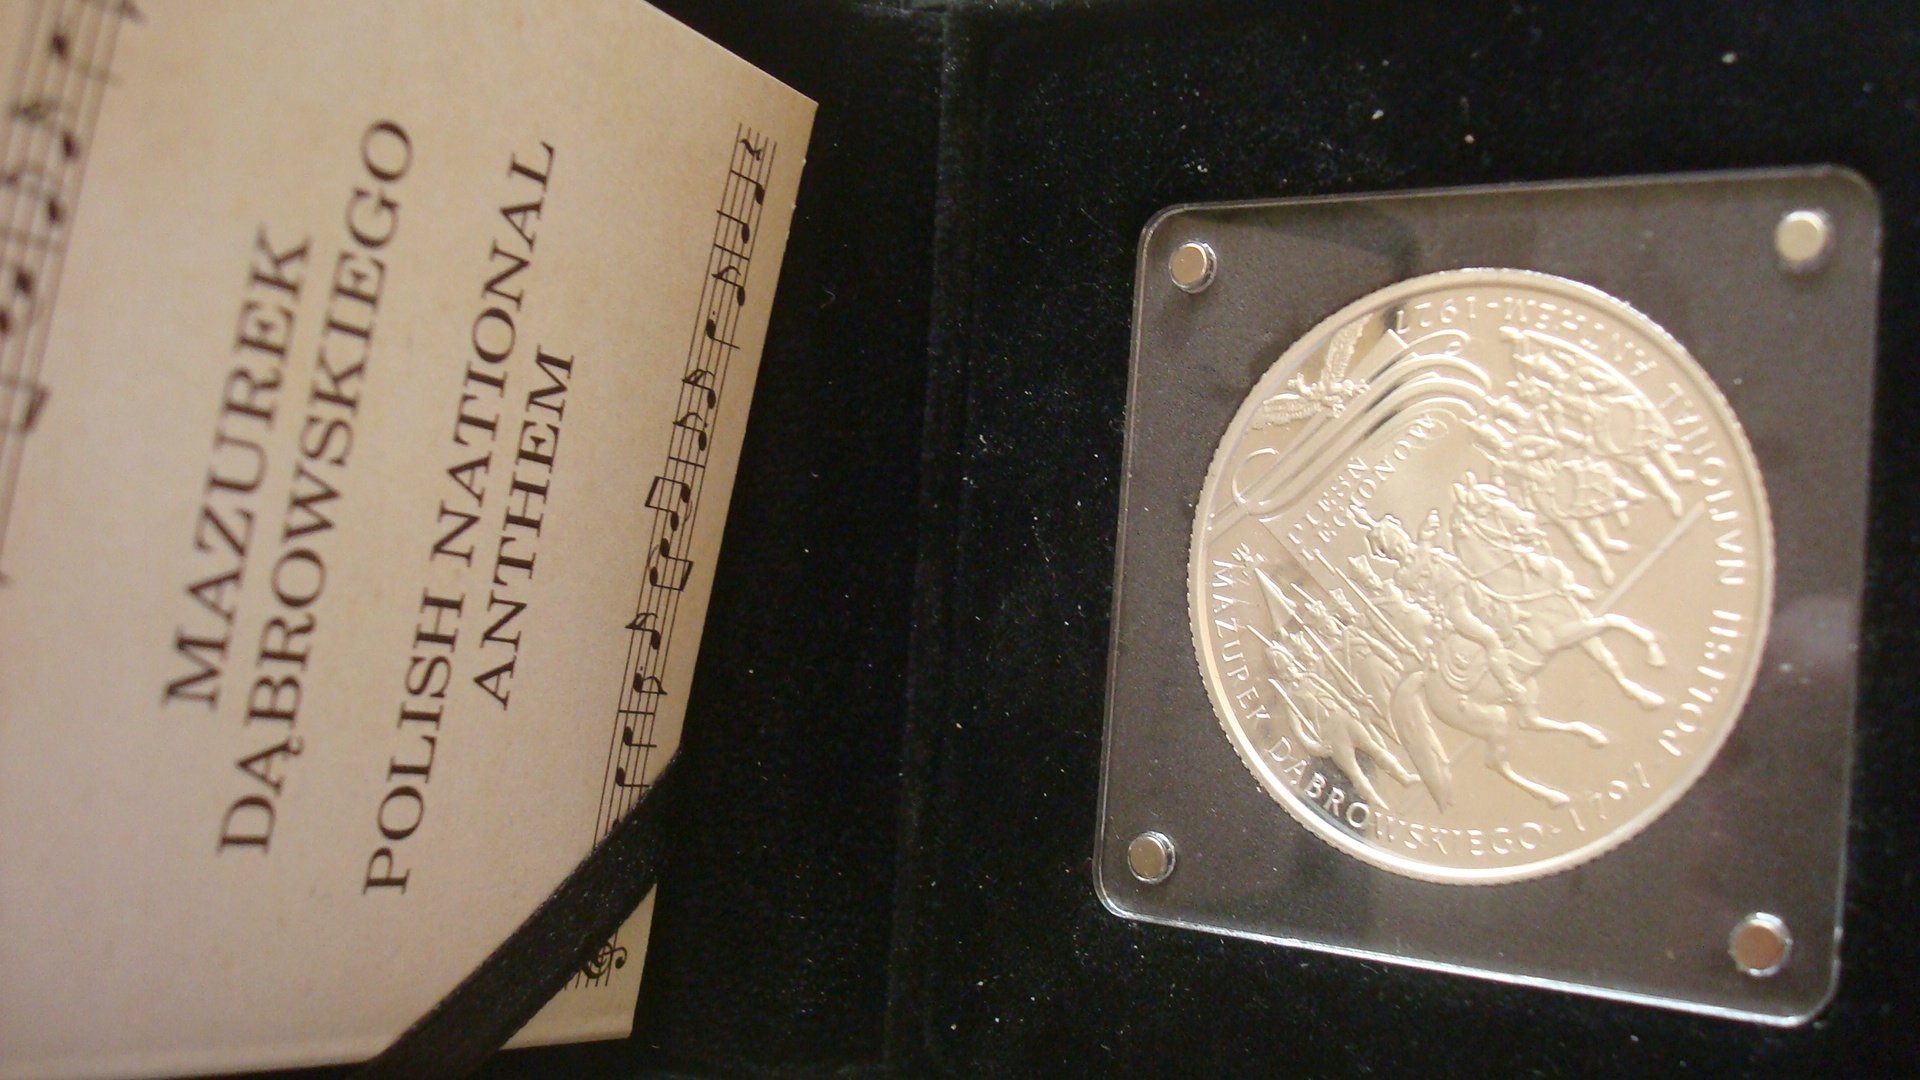 MAZUREK
DĄBROWSKIEGO
POLISH NATIONAL
ANTHEM
MAZUREK DĄBROWSKIEGO · 1797 · POLISH NATIONAL ANTHEM · 1927
PIEŚŃ
LEGIONÓW